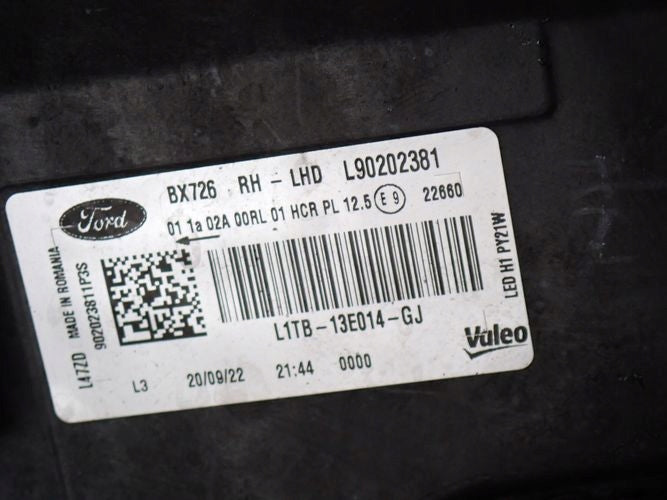 BX726 RH - LHD L90202381
Ford
01 1a 02A 00RL 01 HCR PL 12.5 E9 22660
L1TB-13E014-GJ
L3 20/09/22 21:44 0000
L47ZD MADE IN ROMANIA
902023811P3S
LED H1 PY21W
Valeo